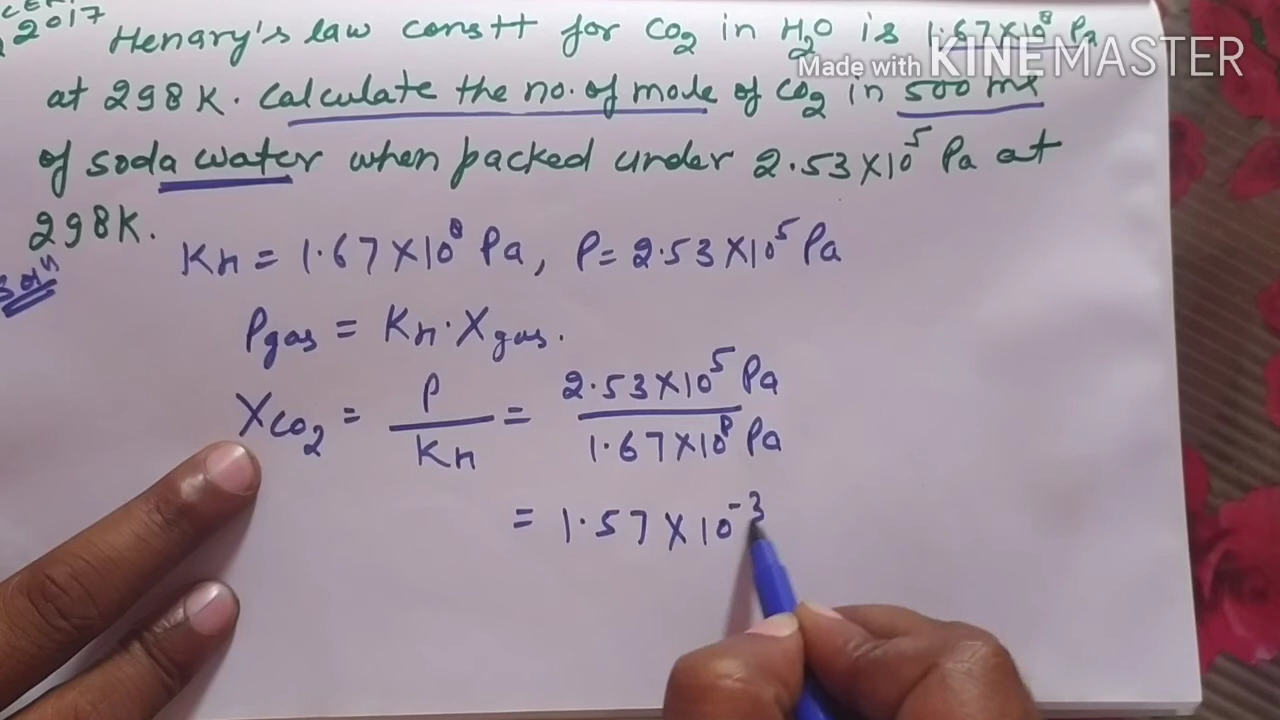 2017 Henary's law constt for CO2 in H2O is 1.67×10⁸ Pa
Made with KINEMASTER
at 298K. Calculate the no. of mole of CO2 in 500 ml
of soda water when packed under 2.53×10⁵ Pa at
298K.
Solⁿ
KH = 1.67×10⁸ Pa, P = 2.53×10⁵ Pa
Pgas = KH·Xgas.
XCO2 = P/KH = 2.53×10⁵ Pa/1.67×10⁸ Pa
= 1.57×10⁻³